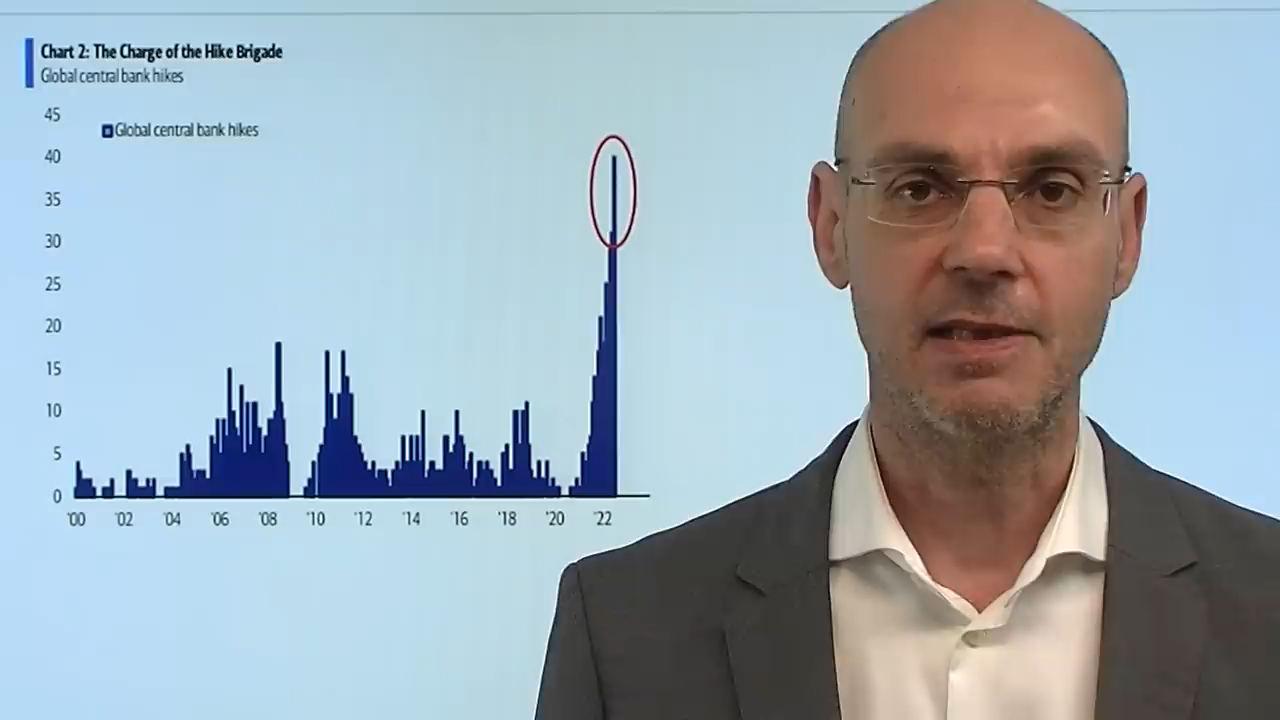 Chart 2: The Charge of the Hike Brigade
Global central bank hikes
45
Global central bank hikes
40
35
30
25
20
15
10
5
0
'00 '02 '04 '06 '08 '10 '12 '14 '16 '18 '20 '22